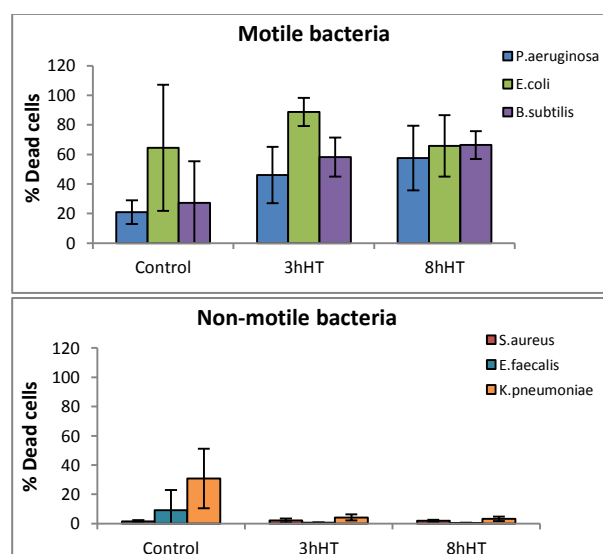 Motile bacteria
P.aeruginosa
E.coli
B.subtilis
% Dead cells
120
100
80
60
40
20
0
Control 3hHT 8hHT
Non-motile bacteria
S.aureus
E.faecalis
K.pneumoniae
% Dead cells
120
100
80
60
40
20
0
Control 3hHT 8hHT